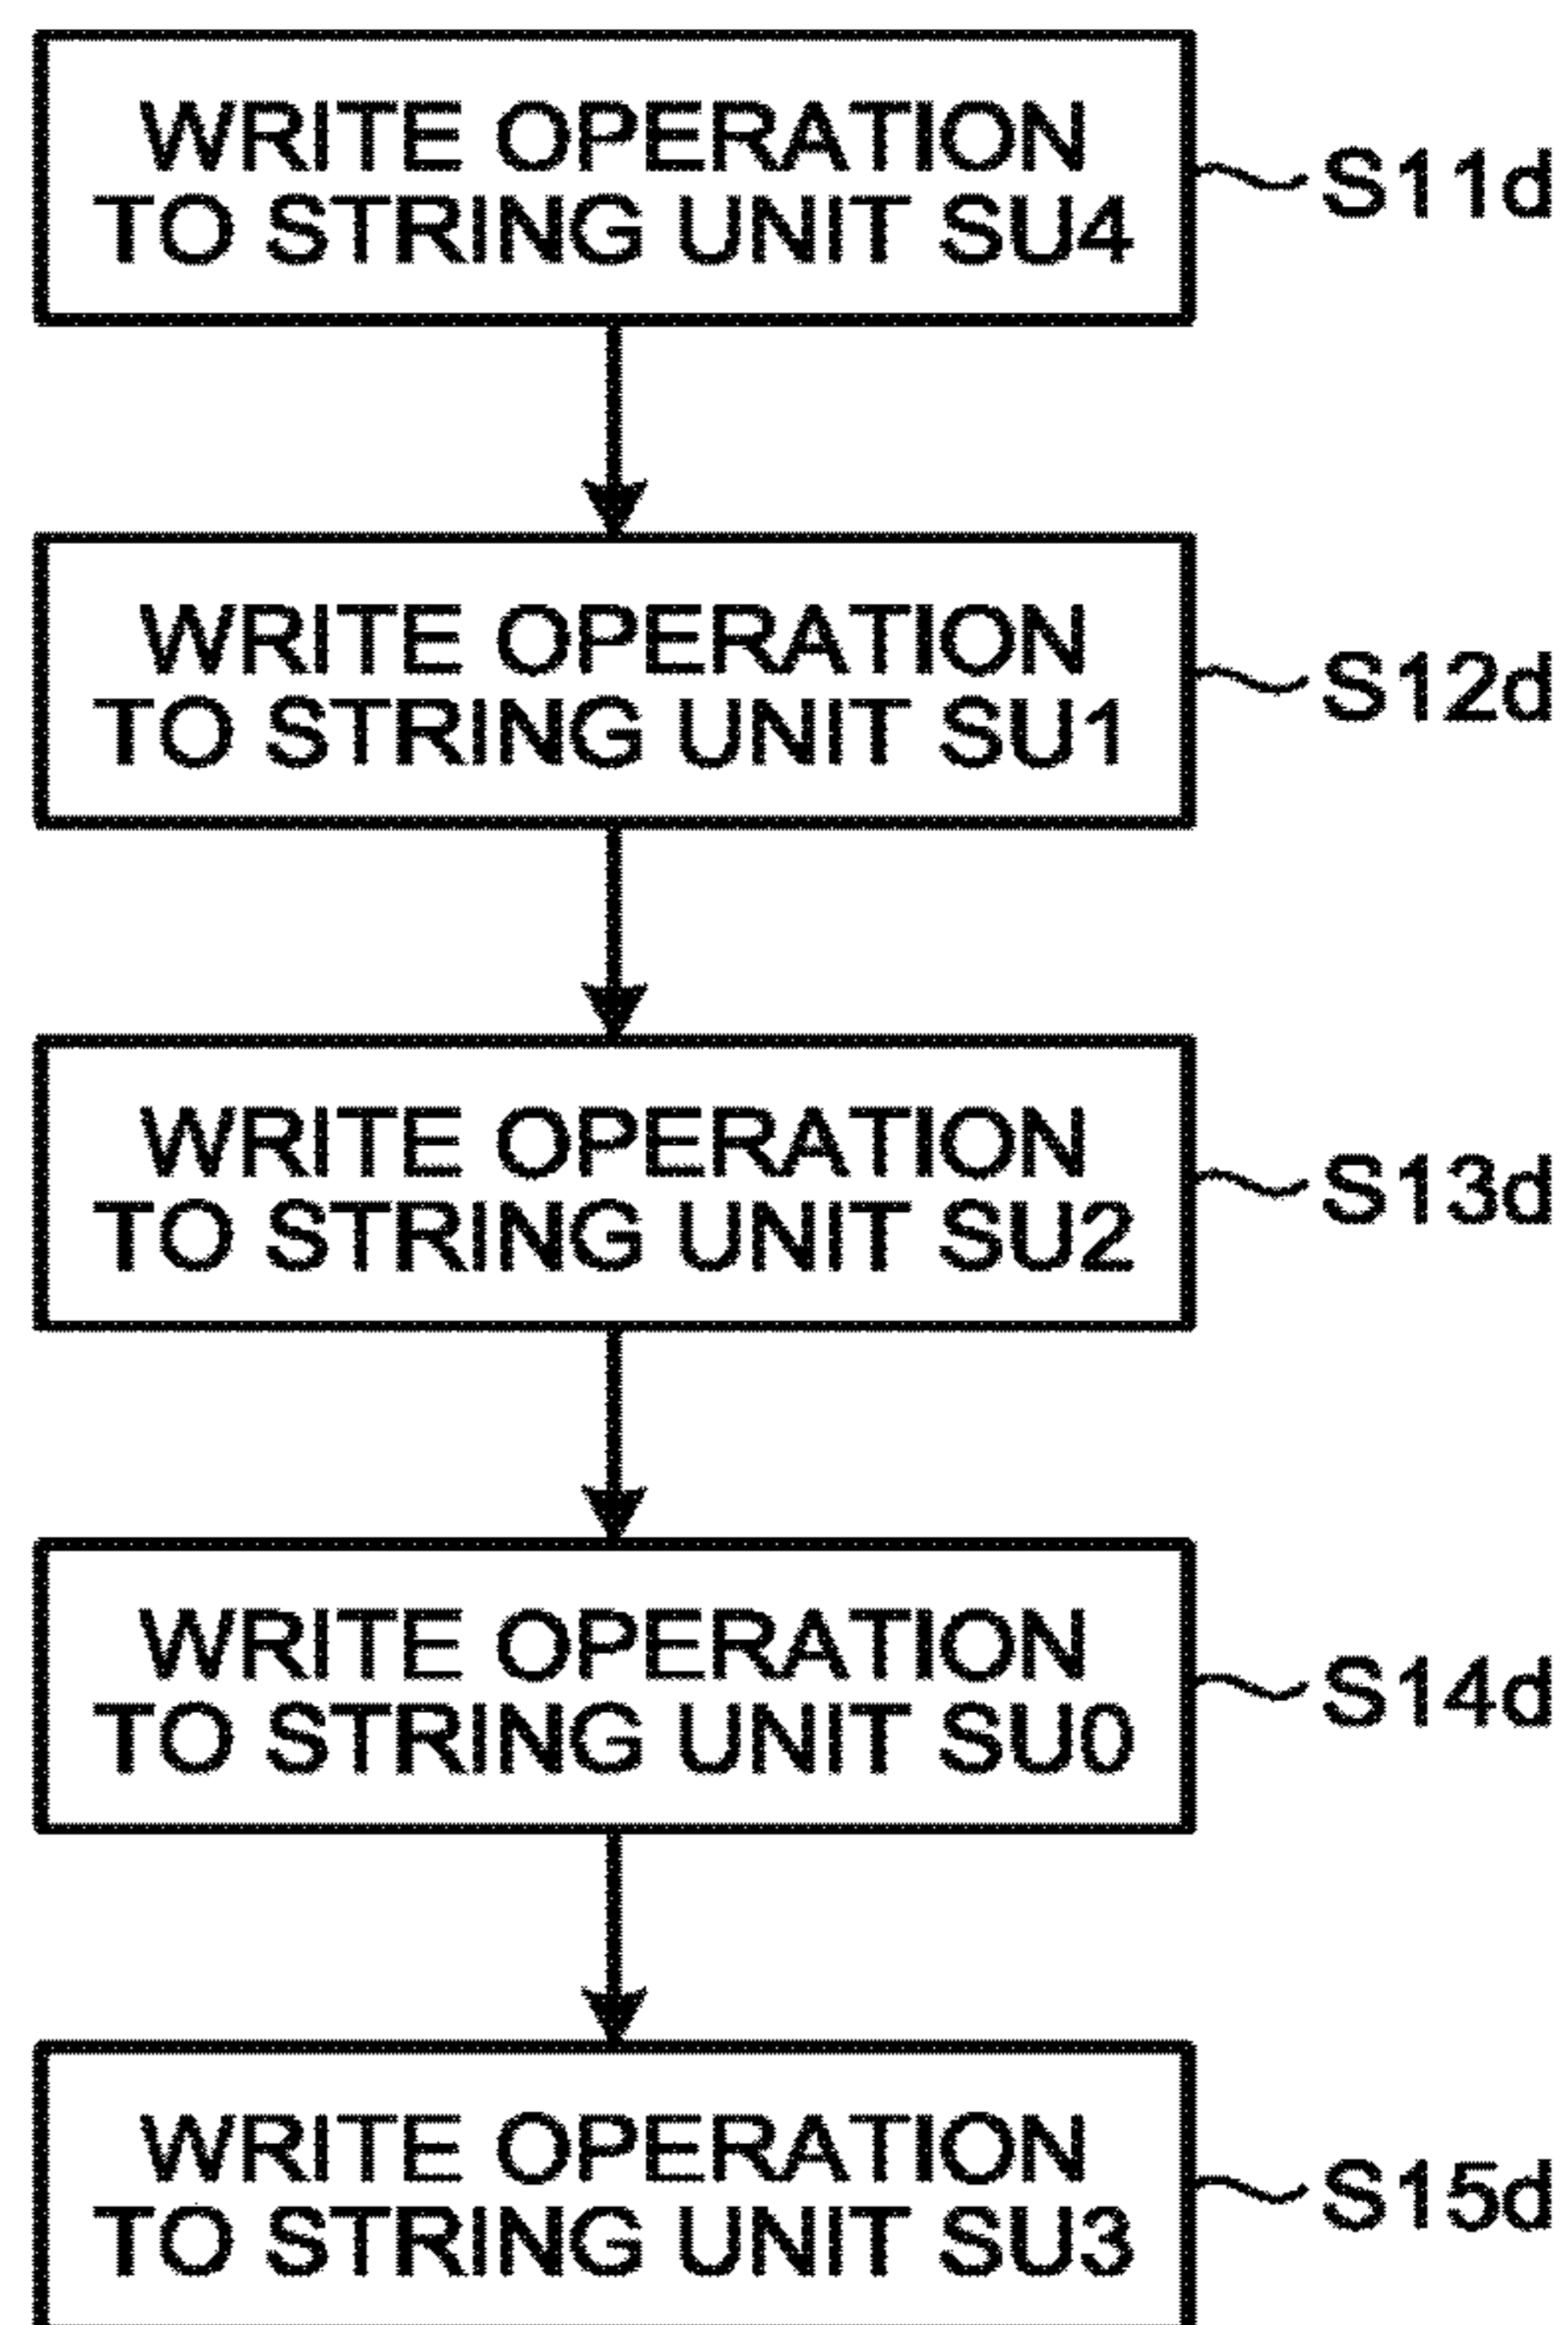 WRITE OPERATION
TO STRING UNIT SU4
S11d
WRITE OPERATION
TO STRING UNIT SU1
S12d
WRITE OPERATION
TO STRING UNIT SU2
S13d
WRITE OPERATION
TO STRING UNIT SU0
S14d
WRITE OPERATION
TO STRING UNIT SU3
S15d